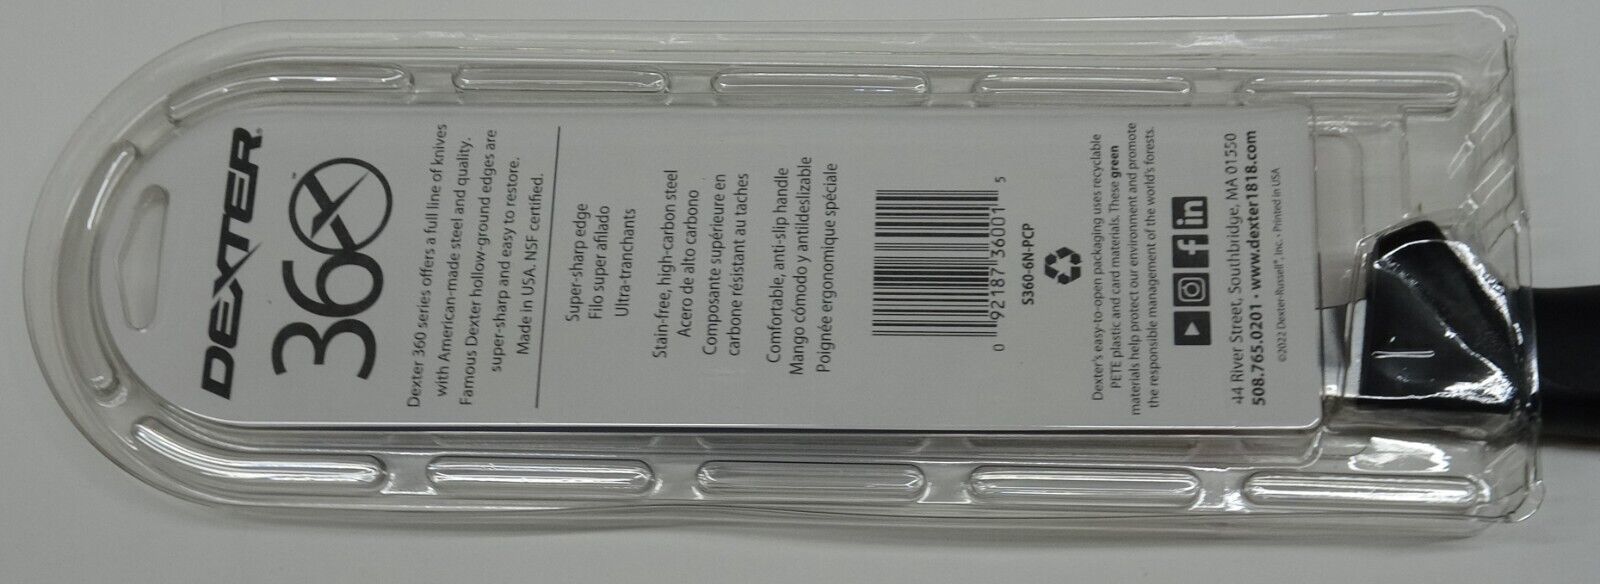 DEXTER®
360™
Dexter 360 series offers a full line of knives
with American-made steel and quality.
Famous Dexter hollow-ground edges are
super-sharp and easy to restore.
Made in USA. NSF certified.
Super-sharp edge
Filo super afilado
Ultra-tranchants
Stain-free, high-carbon steel
Acero de alto carbono
Composante supérieure en
carbone résistant au taches
Comfortable, anti-slip handle
Mango cómodo y antideslizable
Poignée ergonomique spéciale
0 92187 36001 5
S360-6N-PCP
Dexter's easy-to-open packaging uses recyclable
PETE plastic and card materials. These green
materials help protect our environment and promote
the responsible management of the world's forests.
44 River Street, Southbridge, MA 01550
508.765.0201 • www.dexter1818.com
©2022 Dexter-Russell®, Inc. • Printed in USA